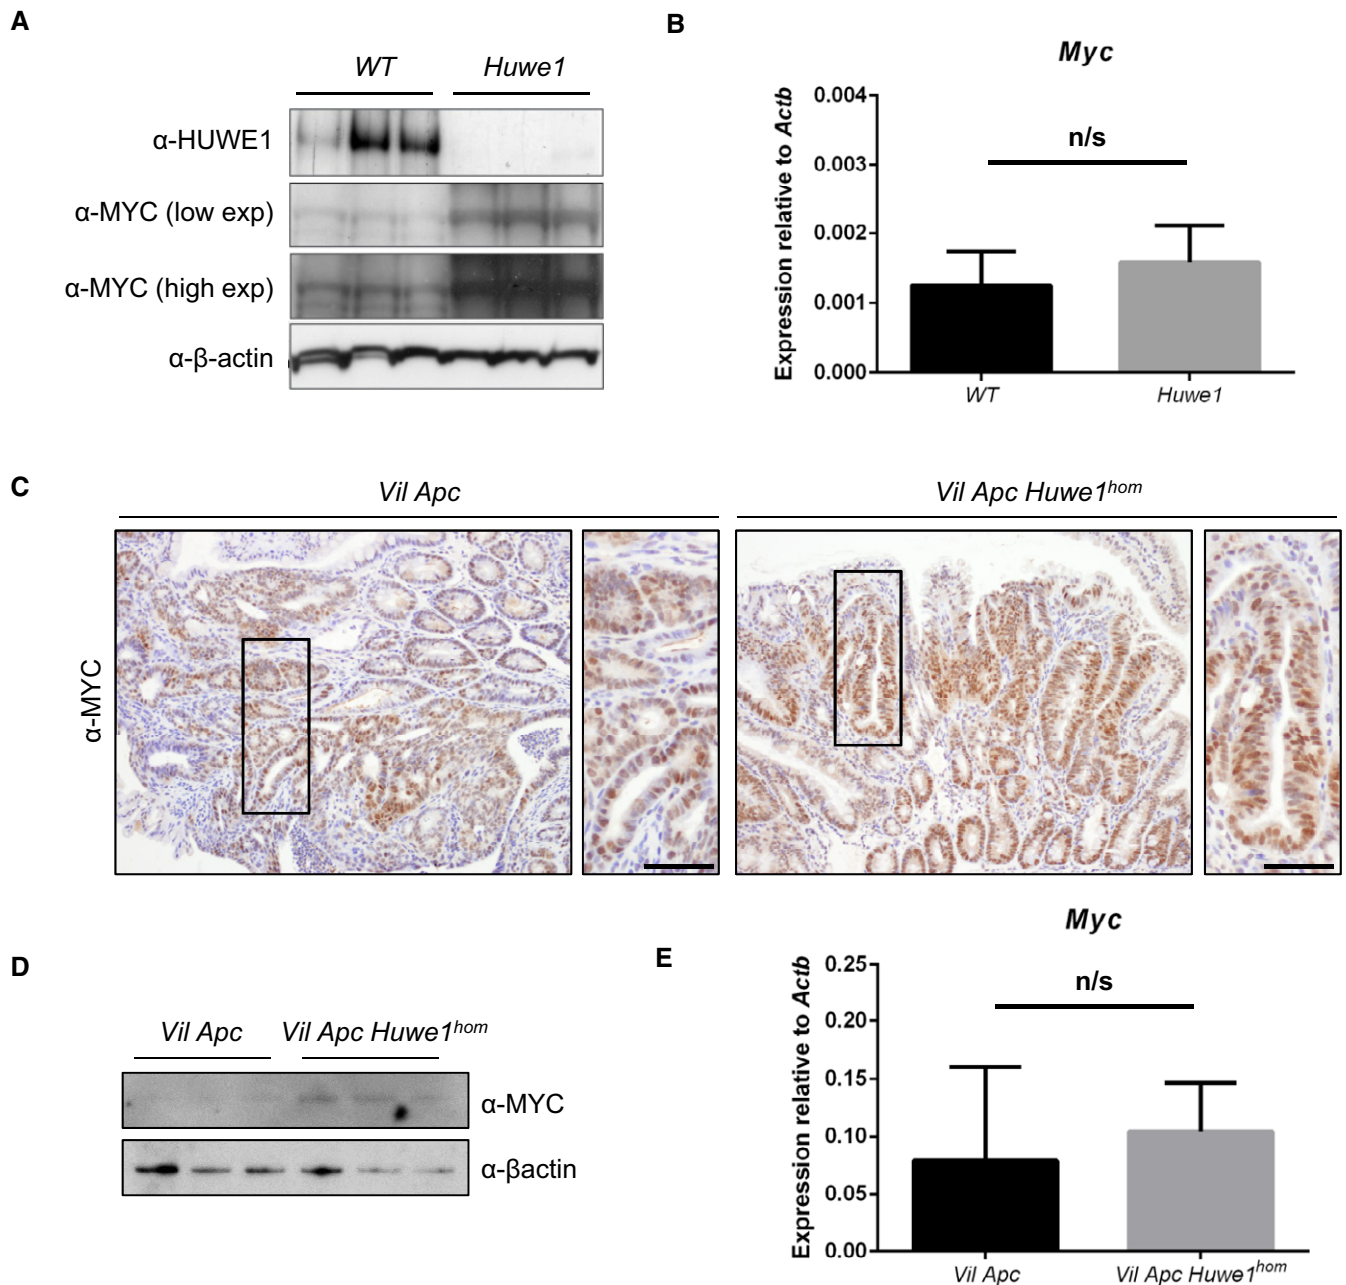 A
WT Huwe1
α-HUWE1
α-MYC (low exp)
α-MYC (high exp)
α-β-actin
B
Myc
n/s
Expression relative to Actb
0.004
0.003
0.002
0.001
0.000
WT Huwe1
C
Vil Apc Vil Apc Huwe1hom
α-MYC
D
Vil Apc Vil Apc Huwe1hom
α-MYC
α-βactin
E
Myc
n/s
Expression relative to Actb
0.25
0.20
0.15
0.10
0.05
0.00
Vil Apc Vil Apc Huwe1hom